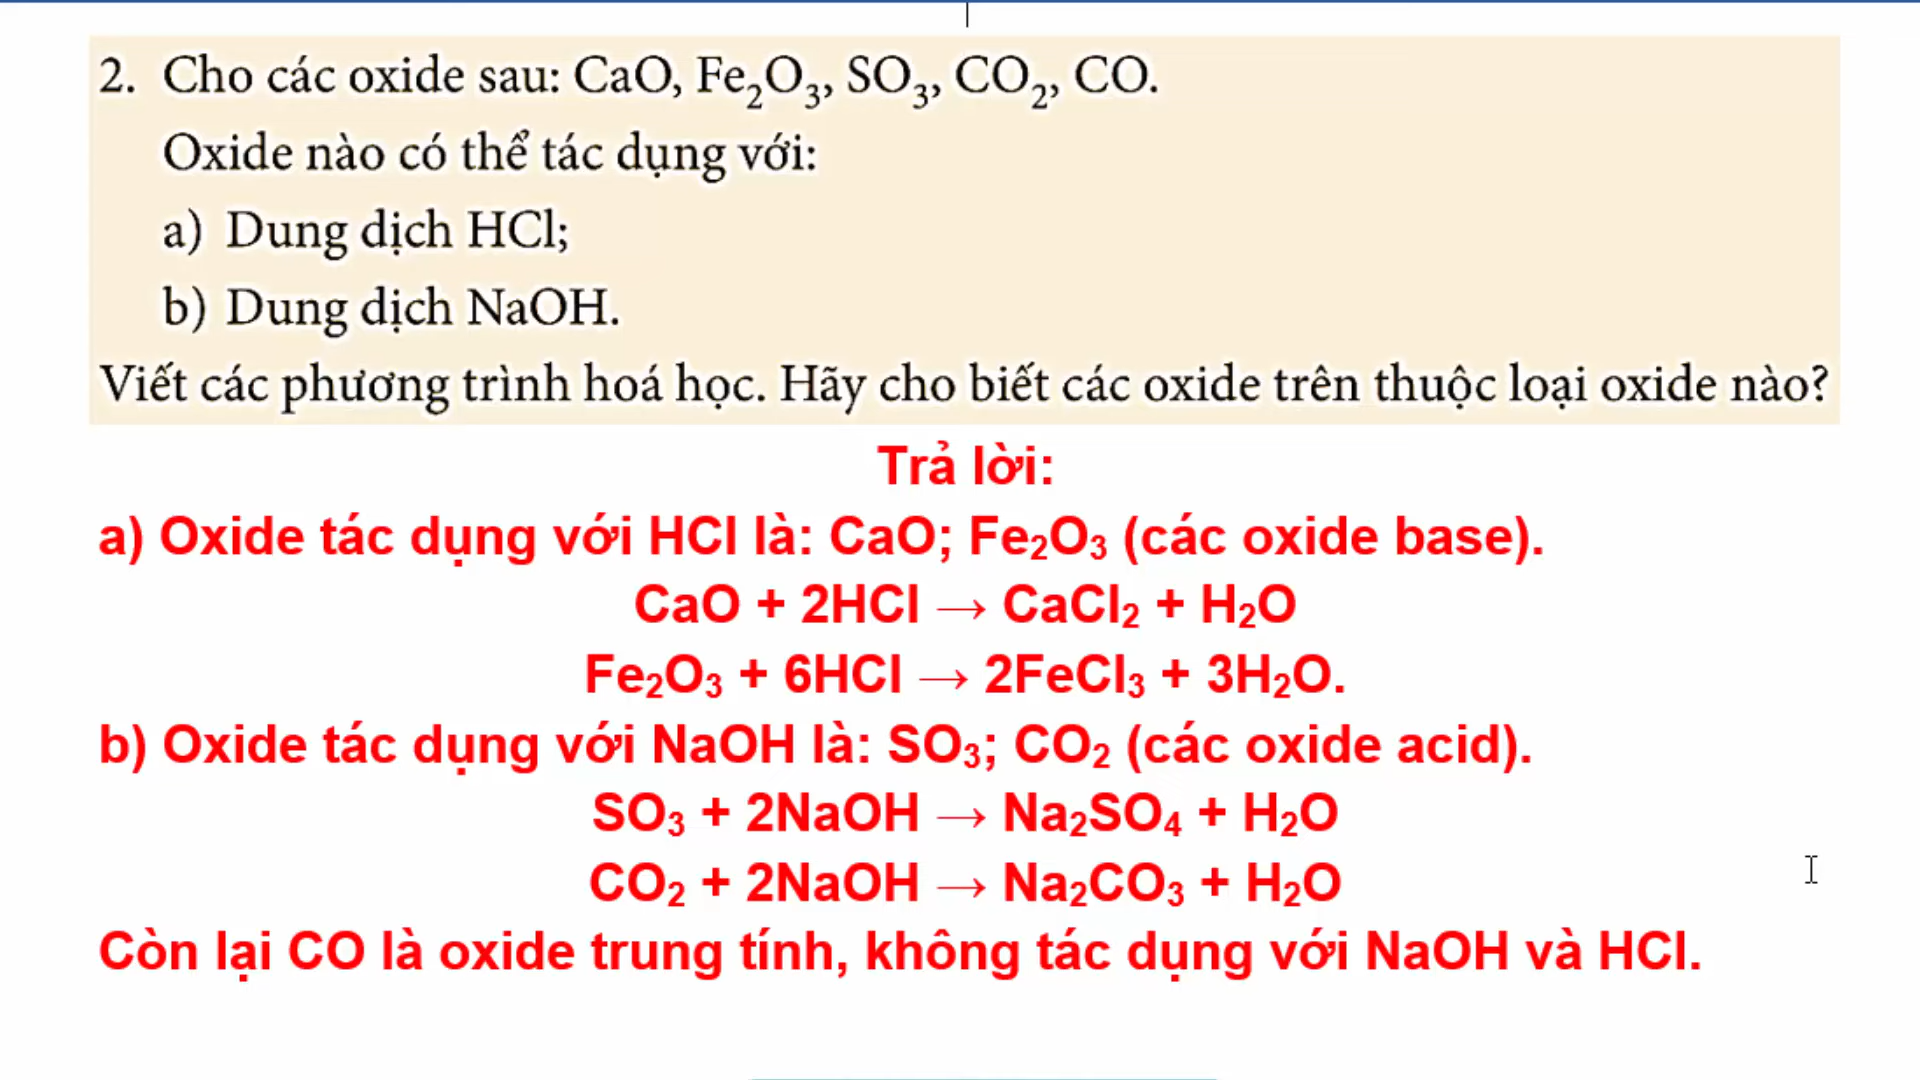 2. Cho các oxide sau: CaO, Fe₂O₃, SO₃, CO₂, CO.
Oxide nào có thể tác dụng với:
a) Dung dịch HCl;
b) Dung dịch NaOH.
Viết các phương trình hoá học. Hãy cho biết các oxide trên thuộc loại oxide nào?
Trả lời:
a) Oxide tác dụng với HCl là: CaO; Fe₂O₃ (các oxide base).
CaO + 2HCl → CaCl₂ + H₂O
Fe₂O₃ + 6HCl → 2FeCl₃ + 3H₂O.
b) Oxide tác dụng với NaOH là: SO₃; CO₂ (các oxide acid).
SO₃ + 2NaOH → Na₂SO₄ + H₂O
CO₂ + 2NaOH → Na₂CO₃ + H₂O
Còn lại CO là oxide trung tính, không tác dụng với NaOH và HCl.